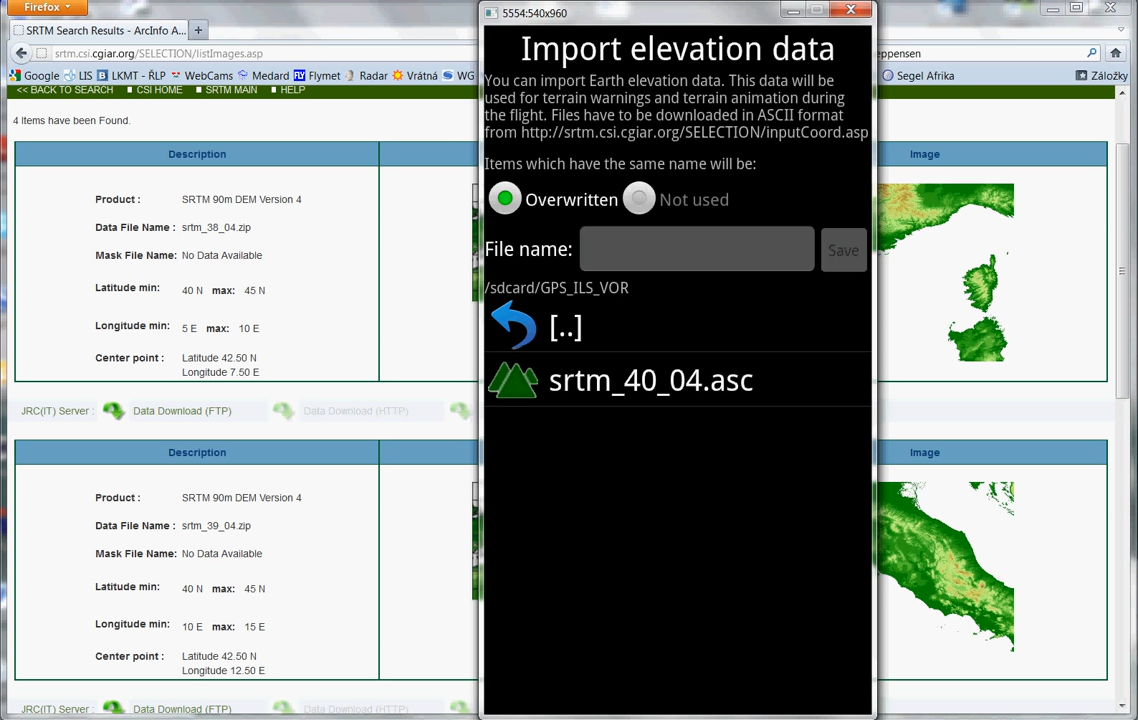 Firefox
SRTM Search Results - ArcInfo A...
srtm.csi.cgiar.org/SELECTION/listImages.asp
eppensen
Google LIS LKMT - ŘLP WebCams Medard Flymet Radar Vrátná WG
Segel Afrika Záložky
<< BACK TO SEARCH CSI HOME SRTM MAIN HELP
4 Items have been Found.
Description
Image
Product : SRTM 90m DEM Version 4
Data File Name : srtm_38_04.zip
Mask File Name: No Data Available
Latitude min: 40 N max: 45 N
Longitude min: 5 E max: 10 E
Center point : Latitude 42.50 N
Longitude 7.50 E
JRC(IT) Server : Data Download (FTP) Data Download (HTTP)
Description
Image
Product : SRTM 90m DEM Version 4
Data File Name : srtm_39_04.zip
Mask File Name: No Data Available
Latitude min: 40 N max: 45 N
Longitude min: 10 E max: 15 E
Center point : Latitude 42.50 N
Longitude 12.50 E
JRC(IT) Server : Data Download (FTP) Data Download (HTTP)
5554:540x960
Import elevation data
You can import Earth elevation data. This data will be
used for terrain warnings and terrain animation during
the flight. Files have to be downloaded in ASCII format
from http://srtm.csi.cgiar.org/SELECTION/inputCoord.asp
Items which have the same name will be:
Overwritten Not used
File name: Save
/sdcard/GPS_ILS_VOR
[..]
srtm_40_04.asc